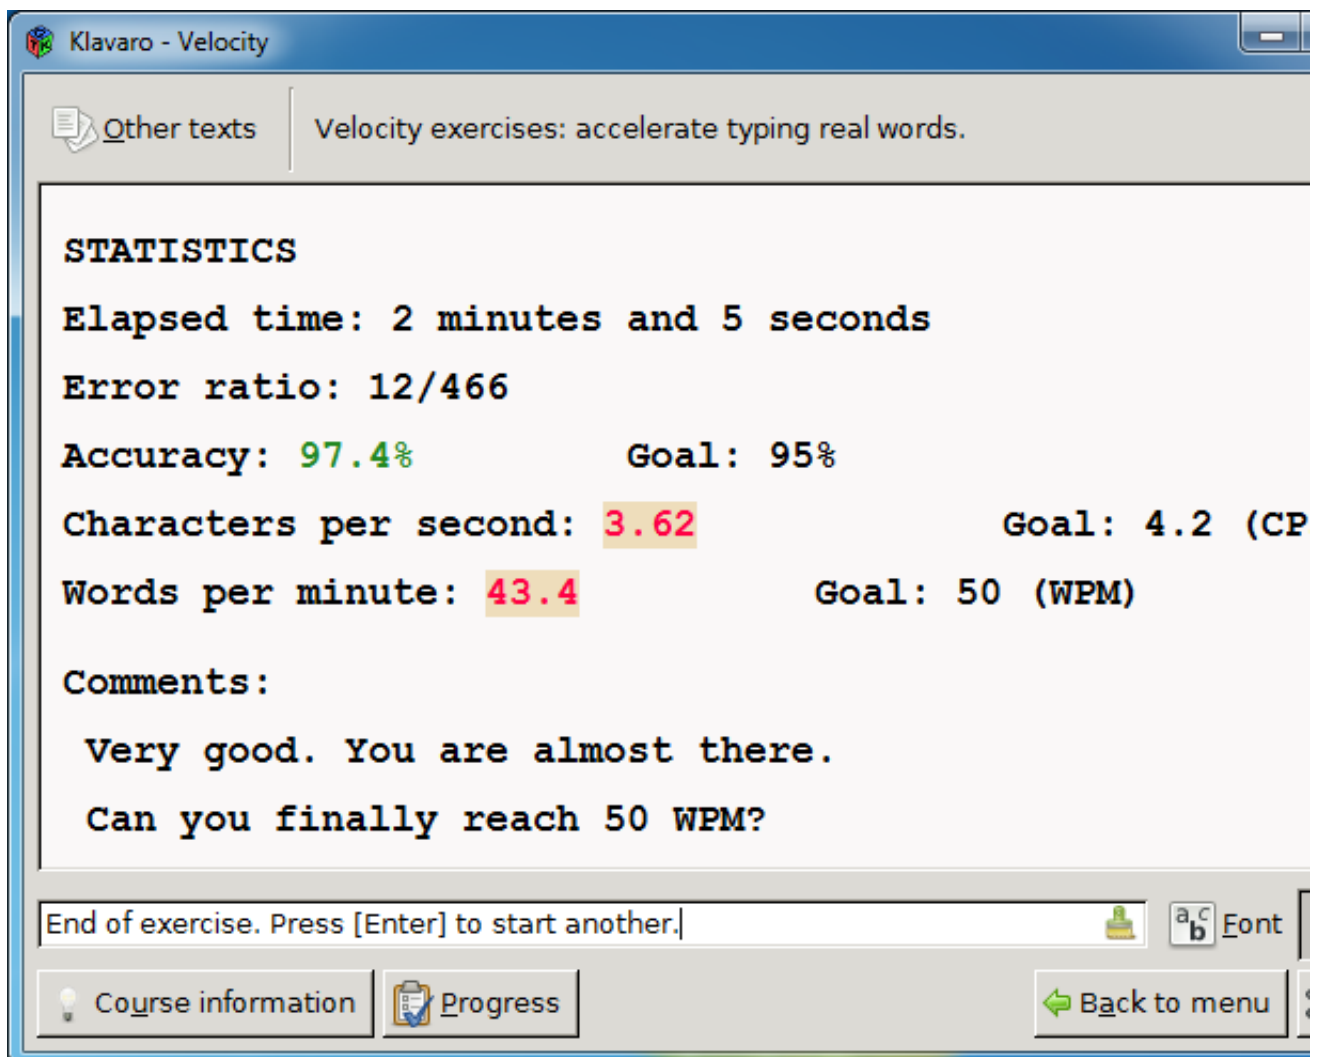 Klavaro - Velocity
Other texts
Velocity exercises: accelerate typing real words.
STATISTICS
Elapsed time: 2 minutes and 5 seconds
Error ratio: 12/466
Accuracy: 97.4% Goal: 95%
Characters per second: 3.62 Goal: 4.2 (CP
Words per minute: 43.4 Goal: 50 (WPM)
Comments:
Very good. You are almost there.
Can you finally reach 50 WPM?
End of exercise. Press [Enter] to start another.
abc Font
Course information
Progress
Back to menu